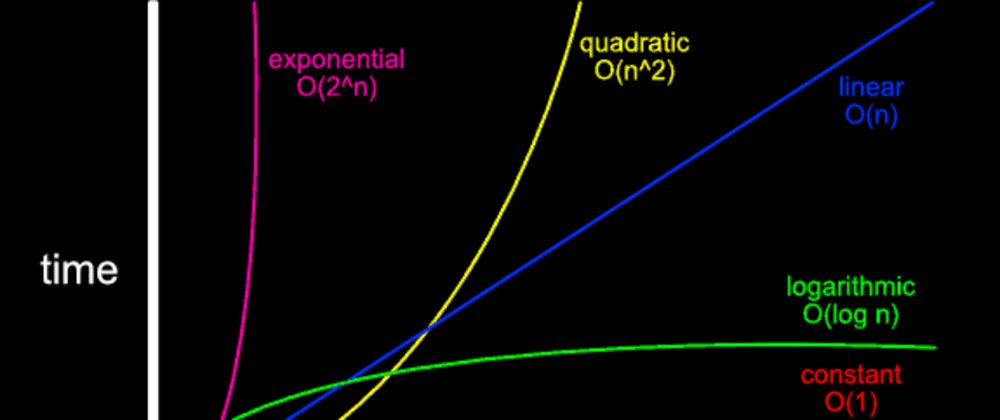 exponential
O(2^n)
quadratic
O(n^2)
linear
O(n)
time
logarithmic
O(log n)
constant
O(1)